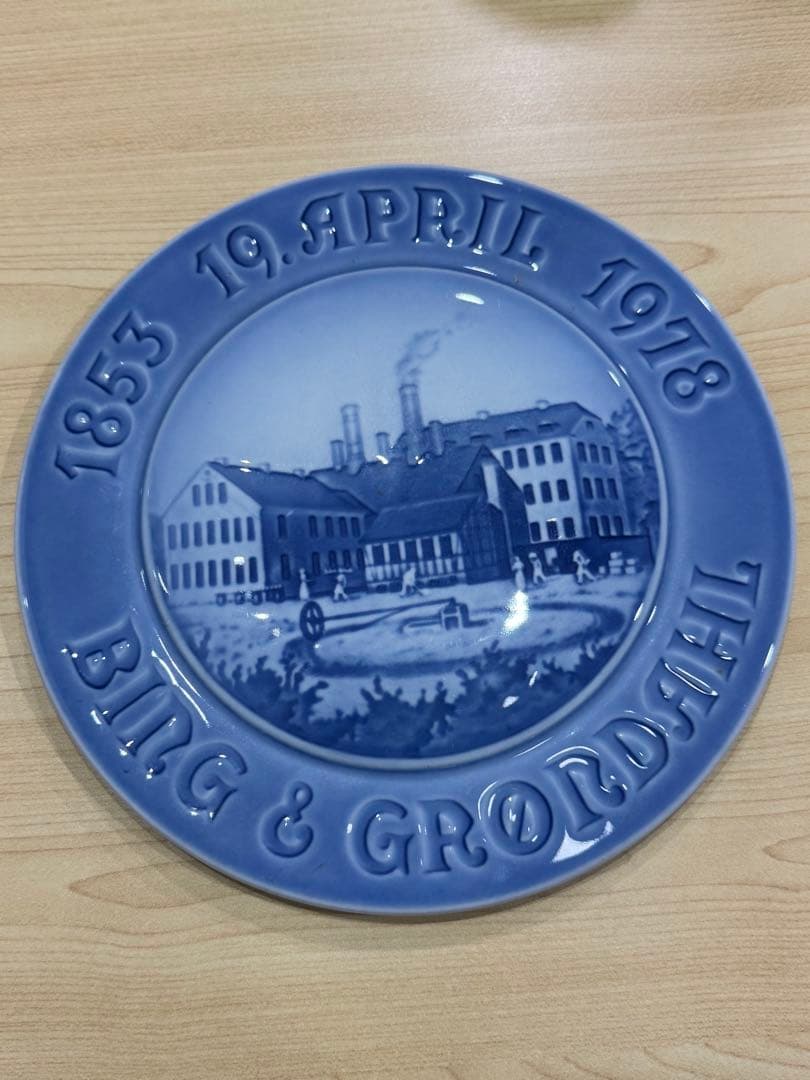 1853 19. APRIL 1978
BING & GRØNDAHL